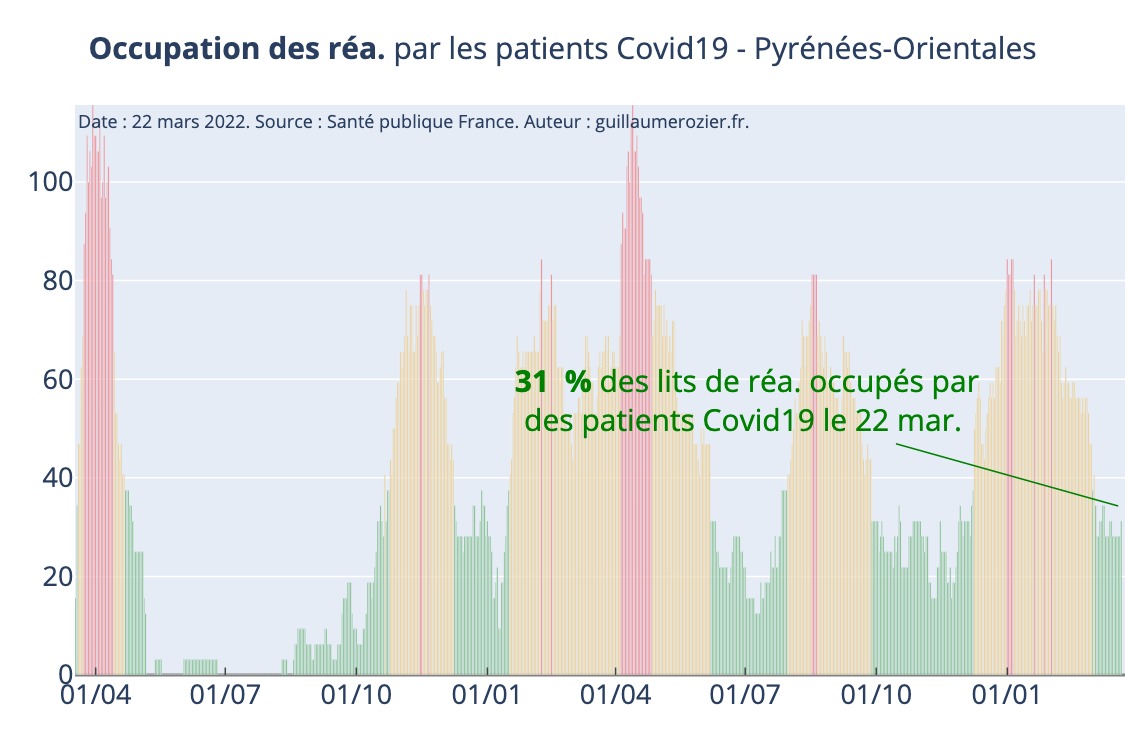 Occupation des réa. par les patients Covid19 - Pyrénées-Orientales
Date : 22 mars 2022. Source : Santé publique France. Auteur : guillaumerozier.fr.
100
80
60
40
20
0
31 % des lits de réa. occupés par
des patients Covid19 le 22 mar.
01/04 01/07 01/10 01/01 01/04 01/07 01/10 01/01